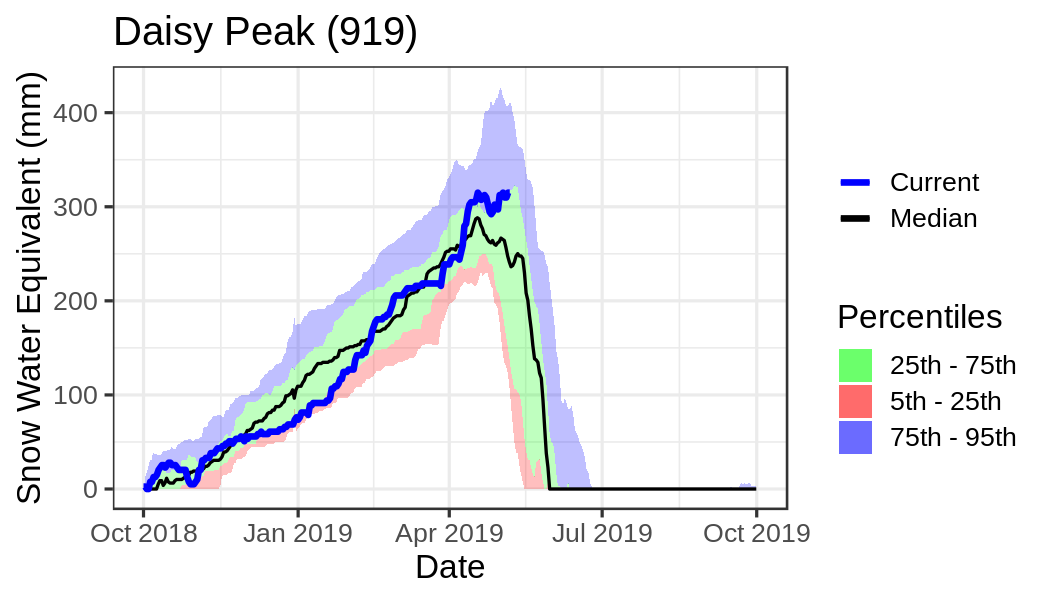 Daisy Peak (919)
Snow Water Equivalent (mm)
400
300
200
100
0
Oct 2018 Jan 2019 Apr 2019 Jul 2019 Oct 2019
Date
Current
Median
Percentiles
25th - 75th
5th - 25th
75th - 95th